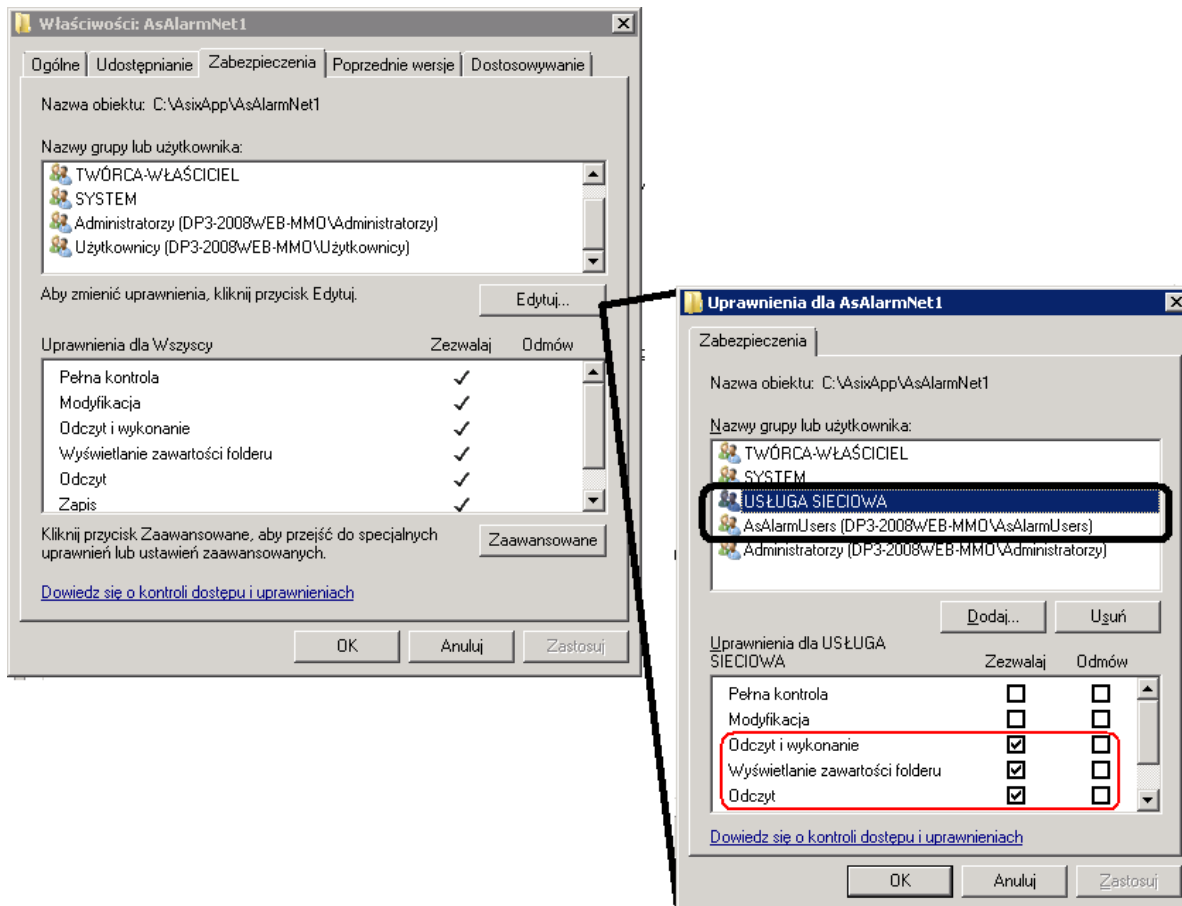 Właściwości: AsAlarmNet1
Ogólne Udostępnianie Zabezpieczenia Poprzednie wersje Dostosowywanie
Nazwa obiektu: C:\AsixApp\AsAlarmNet1
Nazwy grupy lub użytkownika:
TWÓRCA-WŁAŚCICIEL
SYSTEM
Administratorzy (DP3-2008WEB-MMO\Administratorzy)
Użytkownicy (DP3-2008WEB-MMO\Użytkownicy)
Aby zmienić uprawnienia, kliknij przycisk Edytuj.
Edytuj...
Uprawnienia dla Wszyscy Zezwalaj Odmów
Pełna kontrola
Modyfikacja
Odczyt i wykonanie
Wyświetlanie zawartości folderu
Odczyt
Zapis
Kliknij przycisk Zaawansowane, aby przejść do specjalnych
uprawnień lub ustawień zaawansowanych.
Zaawansowane
Dowiedz się o kontroli dostępu i uprawnieniach
OK Anuluj Zastosuj
Uprawnienia dla AsAlarmNet1
Zabezpieczenia
Nazwa obiektu: C:\AsixApp\AsAlarmNet1
Nazwy grupy lub użytkownika:
TWÓRCA-WŁAŚCICIEL
SYSTEM
USŁUGA SIECIOWA
AsAlarmUsers (DP3-2008WEB-MMO\AsAlarmUsers)
Administratorzy (DP3-2008WEB-MMO\Administratorzy)
Dodaj... Usuń
Uprawnienia dla USŁUGA
SIECIOWA Zezwalaj Odmów
Pełna kontrola
Modyfikacja
Odczyt i wykonanie
Wyświetlanie zawartości folderu
Odczyt
Dowiedz się o kontroli dostępu i uprawnieniach
OK Anuluj Zastosuj